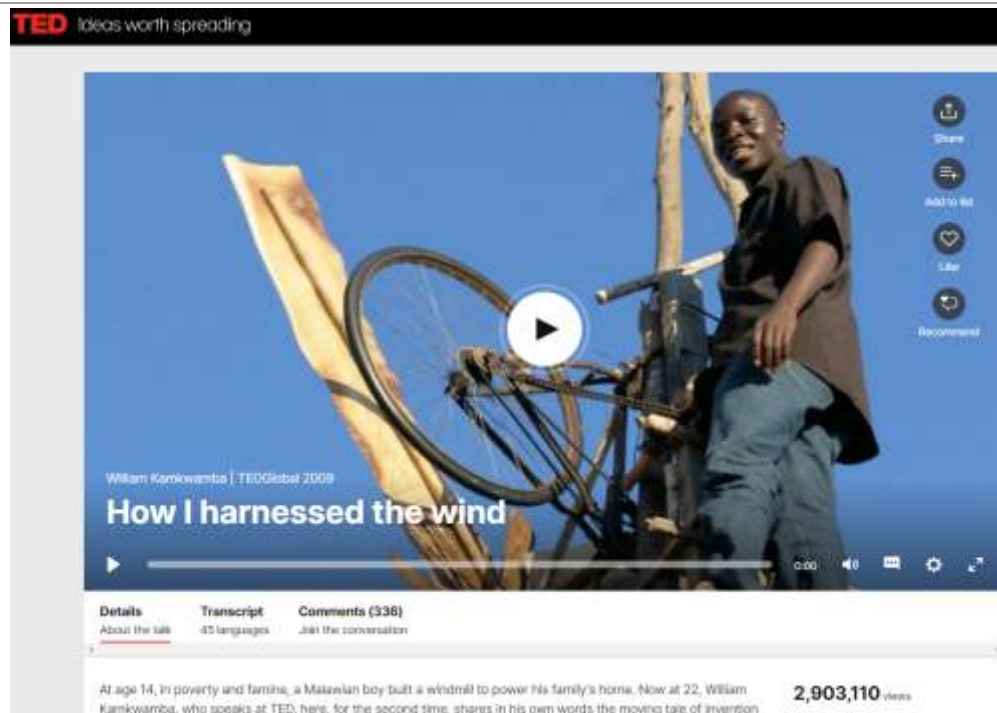 TED Ideas worth spreading
Share
Add to list
Like
Recommend
William Kamkwamba | TEDGlobal 2009
How I harnessed the wind
0:00
Details Transcript Comments (336)
About the talk 45 languages Join the conversation
At age 14, in poverty and famine, a Malawian boy built a windmill to power his family's home. Now at 22, William
2,903,110 views
Kamkwamba, who speaks at TED, here, for the second time, shares in his own words the moving tale of invention